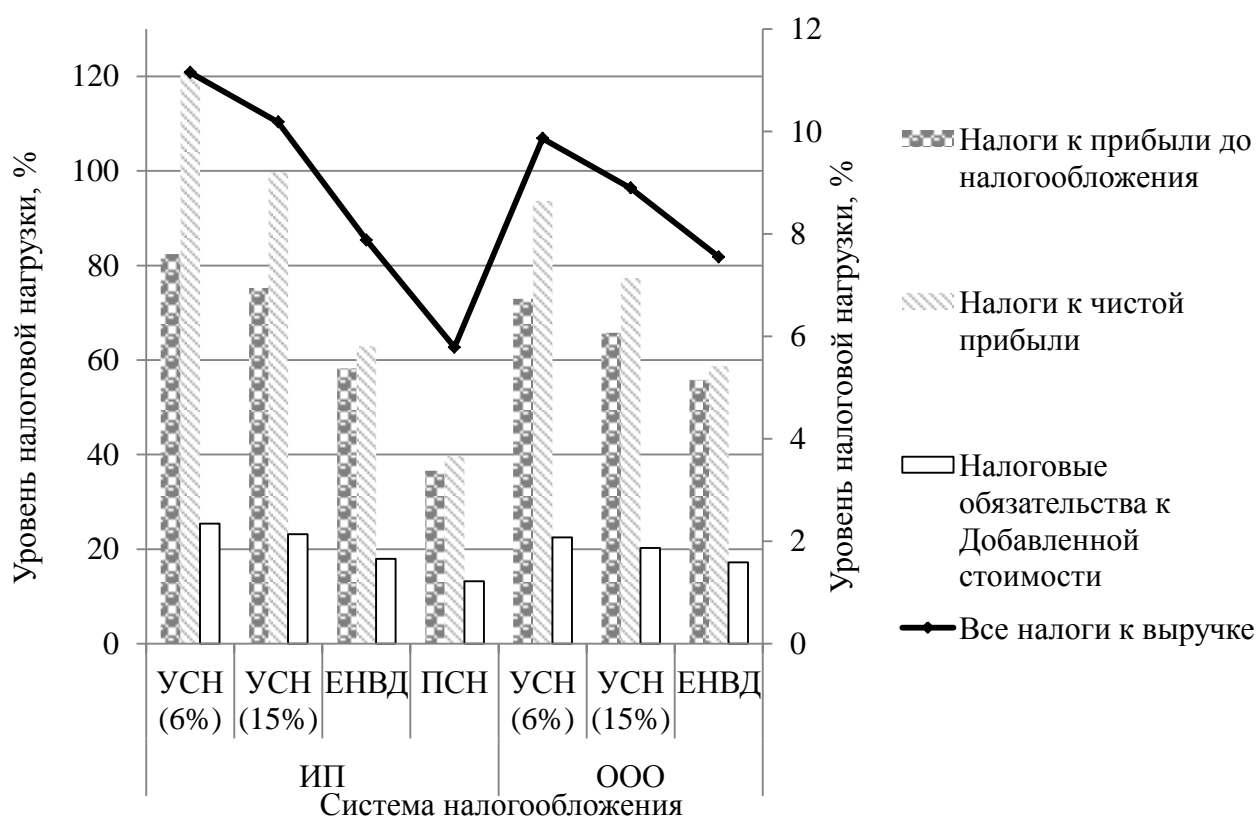 Уровень налоговой нагрузки, %
120
100
80
60
40
20
0
12
10
8
6
4
2
0
Уровень налоговой нагрузки, %
УСН
(6%)
УСН
(15%)
ЕНВД
ПСН
УСН
(6%)
УСН
(15%)
ЕНВД
ИП
ООО
Система налогообложения
Налоги к прибыли до
налогообложения
Налоги к чистой
прибыли
Налоговые
обязательства к
Добавленной
стоимости
Все налоги к выручке